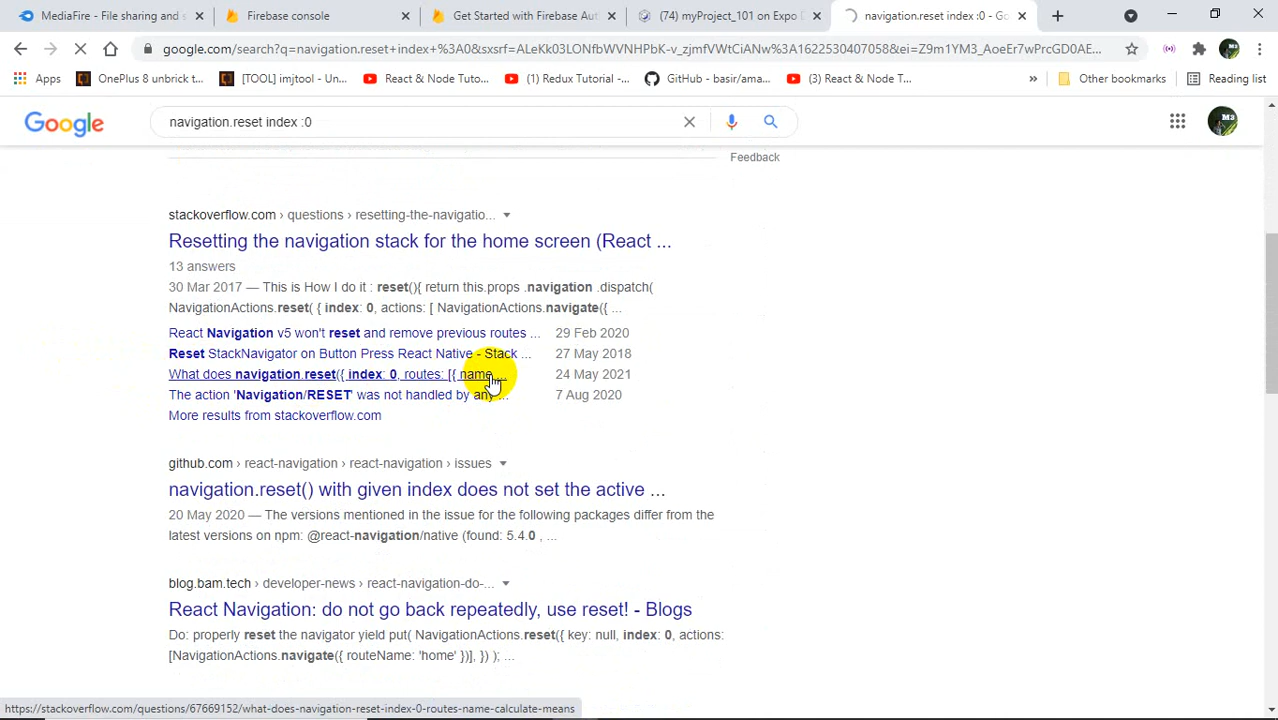 MediaFire - File sharing and s
Firebase console
Get Started with Firebase Aut
(74) myProject_101 on Expo D
navigation.reset index :0 - Go
google.com/search?q=navigation.reset+index+%3A0&sxsrf=ALeKk03LONfbWVNHPbK-v_zjmfVWtCiANw%3A1622530407058&ei=Z9m1YM3_AoeEr7wPrcGD0AE...
Apps
OnePlus 8 unbrick t...
[TOOL] imjtool - Un...
React & Node Tuto...
(1) Redux Tutorial -...
GitHub - basir/ama...
(3) React & Node T...
»
Other bookmarks
Reading list
Google
navigation.reset index :0
M3
Feedback
stackoverflow.com › questions › resetting-the-navigatio...
Resetting the navigation stack for the home screen (React ...
13 answers
30 Mar 2017 — This is How I do it : reset(){ return this.props .navigation .dispatch(
NavigationActions.reset( { index: 0, actions: [ NavigationActions.navigate({ ...
React Navigation v5 won't reset and remove previous routes ... 29 Feb 2020
Reset StackNavigator on Button Press React Native - Stack ... 27 May 2018
What does navigation.reset({ index: 0, routes: [{ name ... 24 May 2021
The action 'Navigation/RESET' was not handled by any ... 7 Aug 2020
More results from stackoverflow.com
github.com › react-navigation › react-navigation › issues
navigation.reset() with given index does not set the active ...
20 May 2020 — The versions mentioned in the issue for the following packages differ from the
latest versions on npm: @react-navigation/native (found: 5.4.0 , ...
blog.bam.tech › developer-news › react-navigation-do-...
React Navigation: do not go back repeatedly, use reset! - Blogs
Do: properly reset the navigator yield put( NavigationActions.reset({ key: null, index: 0, actions:
[NavigationActions.navigate({ routeName: 'home' })], }) ); ...
https://stackoverflow.com/questions/67669152/what-does-navigation-reset-index-0-routes-name-calculate-means